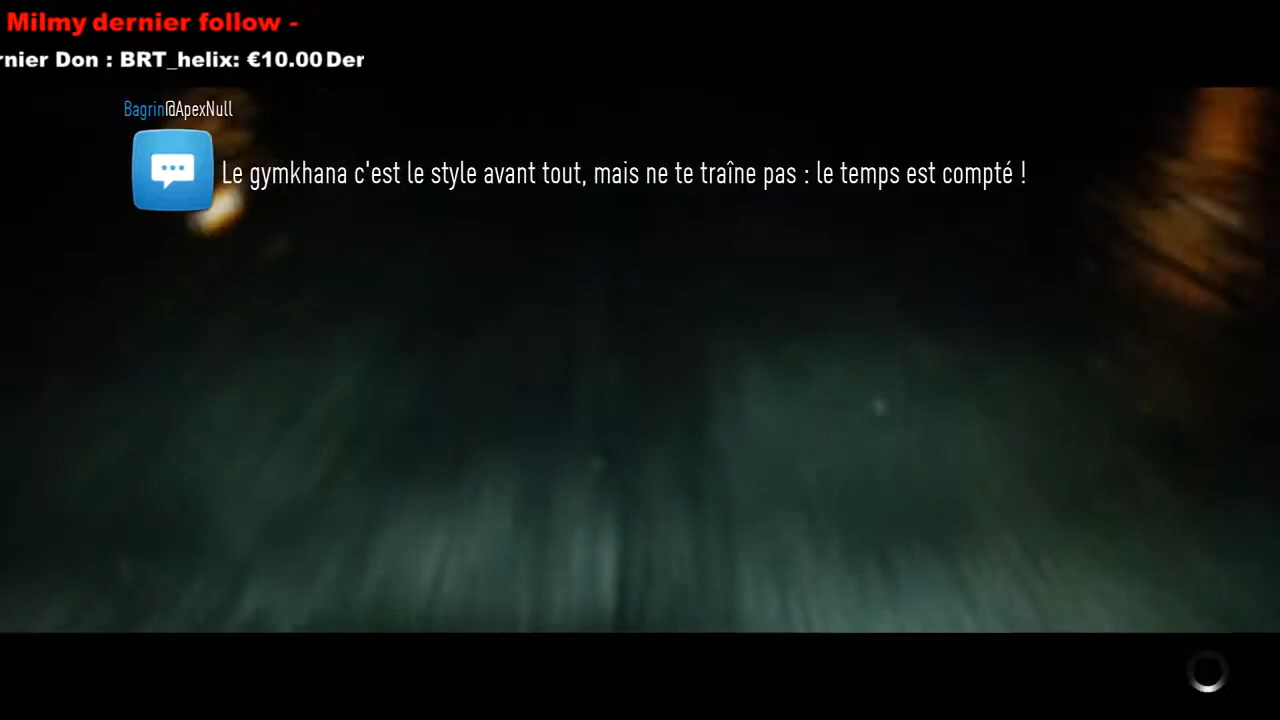 Milmy dernier follow -
rnier Don : BRT_helix: €10.00 Der
Bagrin@ApexNull
Le gymkhana c'est le style avant tout, mais ne te traîne pas : le temps est compté !